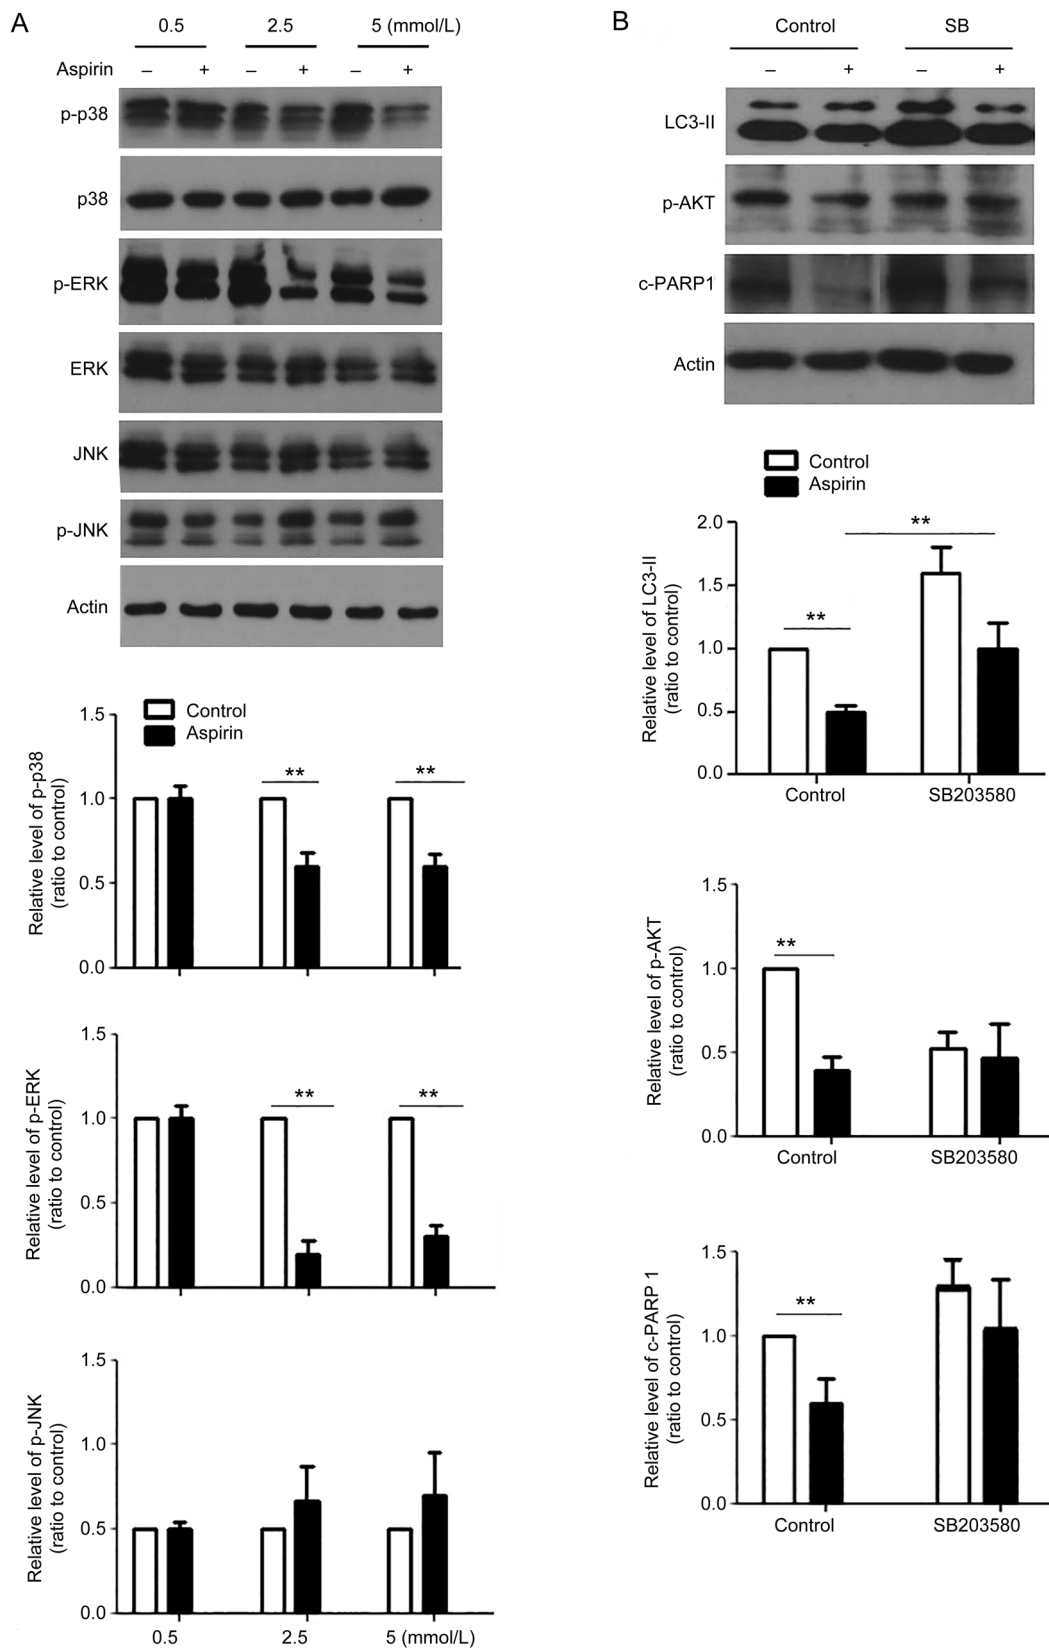 A
0.5 2.5 5 (mmol/L)
Aspirin – + – + – +
p-p38
p38
p-ERK
ERK
JNK
p-JNK
Actin
Control
Aspirin
Relative level of p-p38
(ratio to control)
1.5
1.0
0.5
0.0
** **
Relative level of p-ERK
(ratio to control)
1.5
1.0
0.5
0.0
** **
Relative level of p-JNK
(ratio to control)
1.5
1.0
0.5
0.0
0.5 2.5 5 (mmol/L)
B
Control SB
– + – +
LC3-II
p-AKT
c-PARP1
Actin
Control
Aspirin
Relative level of LC3-II
(ratio to control)
2.0
1.5
1.0
0.5
0.0
** **
Control SB203580
Relative level of p-AKT
(ratio to control)
1.5
1.0
0.5
0.0
**
Control SB203580
Relative level of c-PARP 1
(ratio to control)
1.5
1.0
0.5
0.0
**
Control SB203580